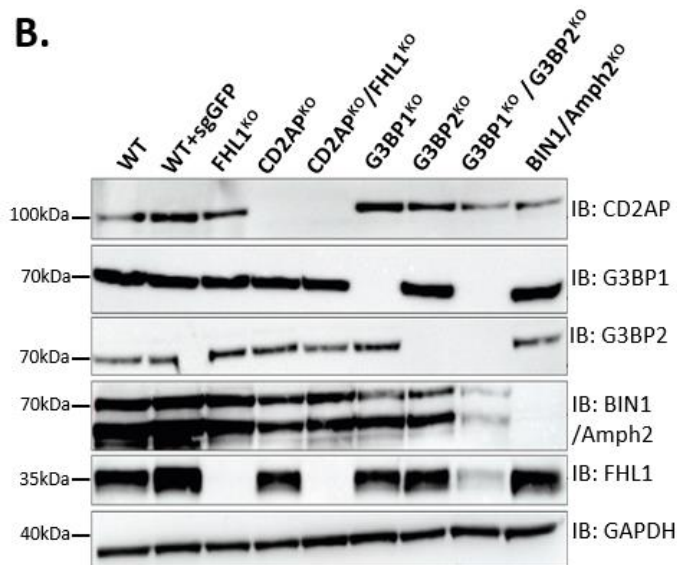 B.
WT
WT+sgGFP
FHL1KO
CD2APKO
CD2APKO/FHL1KO
G3BP1KO
G3BP2KO
G3BP1KO/G3BP2KO
BIN1/Amph2KO
100kDa
IB: CD2AP
70kDa
IB: G3BP1
70kDa
IB: G3BP2
70kDa
IB: BIN1
/Amph2
35kDa
IB: FHL1
40kDa
IB: GAPDH